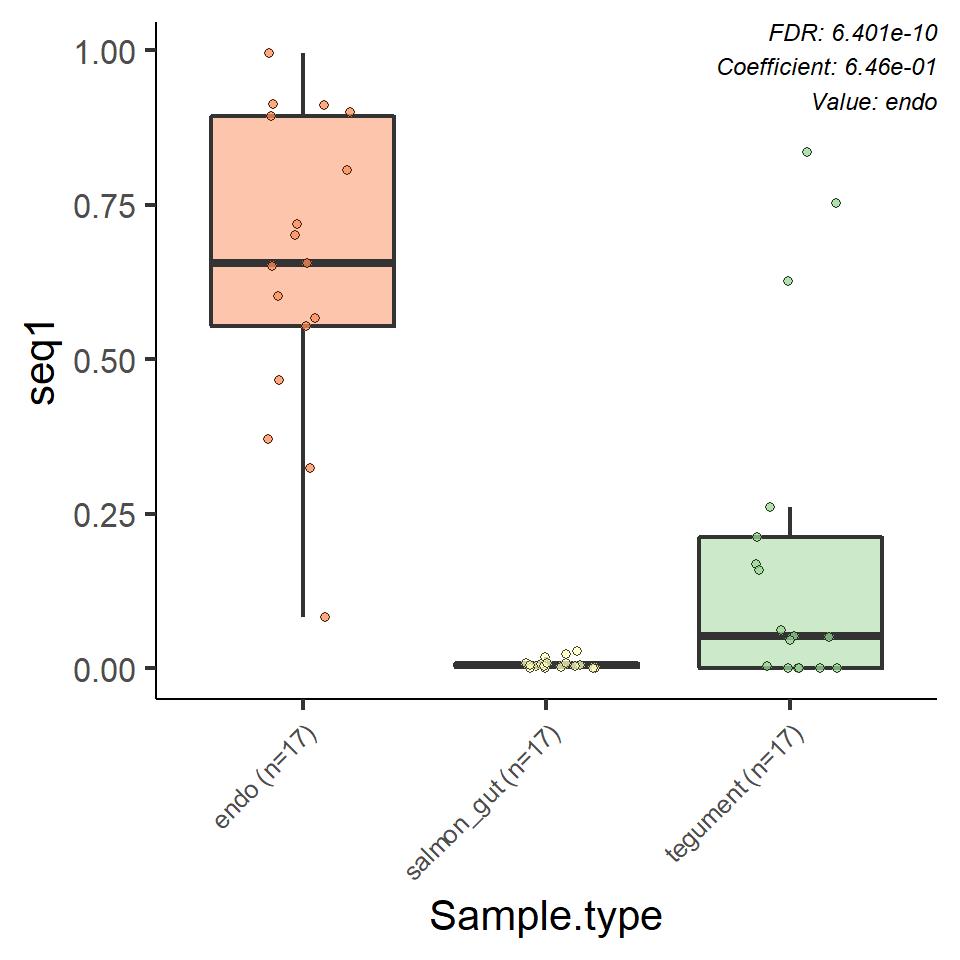 FDR: 6.401e-10
Coefficient: 6.46e-01
Value: endo
1.00
0.75
0.50
0.25
0.00
seq1
endo (n=17)
salmon_gut (n=17)
tegument (n=17)
Sample.type